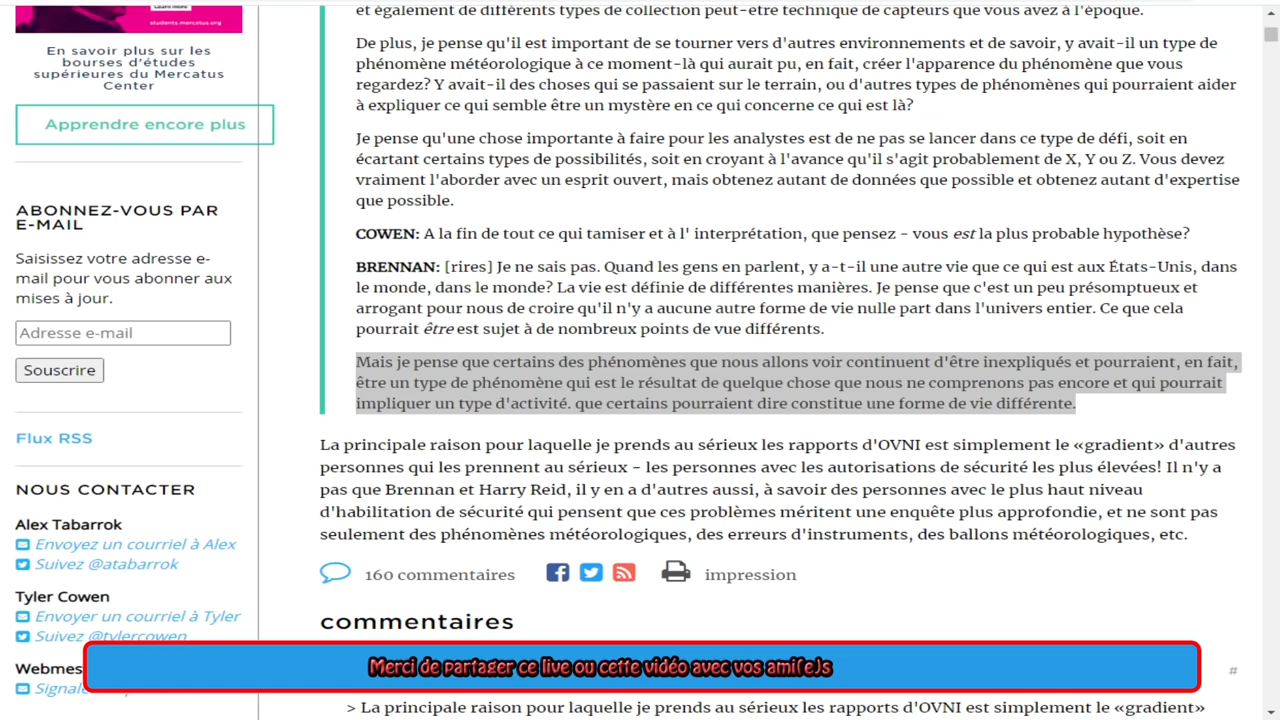 students.mercatus.org
En savoir plus sur les
bourses d'études
supérieures du Mercatus
Center
Apprendre encore plus
ABONNEZ-VOUS PAR
E-MAIL
Saisissez votre adresse e-
mail pour vous abonner aux
mises à jour.
Adresse e-mail
Souscrire
Flux RSS
NOUS CONTACTER
Alex Tabarrok
Envoyez un courriel à Alex
Suivez @atabarrok
Tyler Cowen
Envoyer un courriel à Tyler
Suivez @tylercowen
et également de différents types de collection peut-être technique de capteurs que vous avez à l'époque.
De plus, je pense qu'il est important de se tourner vers d'autres environnements et de savoir, y avait-il un type de
phénomène météorologique à ce moment-là qui aurait pu, en fait, créer l'apparence du phénomène que vous
regardez? Y avait-il des choses qui se passaient sur le terrain, ou d'autres types de phénomènes qui pourraient aider
à expliquer ce qui semble être un mystère en ce qui concerne ce qui est là?
Je pense qu'une chose importante à faire pour les analystes est de ne pas se lancer dans ce type de défi, soit en
écartant certains types de possibilités, soit en croyant à l'avance qu'il s'agit probablement de X, Y ou Z. Vous devez
vraiment l'aborder avec un esprit ouvert, mais obtenez autant de données que possible et obtenez autant d'expertise
que possible.
COWEN: A la fin de tout ce qui tamiser et à l' interprétation, que pensez - vous est la plus probable hypothèse?
BRENNAN: [rires] Je ne sais pas. Quand les gens en parlent, y a-t-il une autre vie que ce qui est aux États-Unis, dans
le monde, dans le monde? La vie est définie de différentes manières. Je pense que c'est un peu présomptueux et
arrogant pour nous de croire qu'il n'y a aucune autre forme de vie nulle part dans l'univers entier. Ce que cela
pourrait être est sujet à de nombreux points de vue différents.
Mais je pense que certains des phénomènes que nous allons voir continuent d'être inexpliqués et pourraient, en fait,
être un type de phénomène qui est le résultat de quelque chose que nous ne comprenons pas encore et qui pourrait
impliquer un type d'activité. que certains pourraient dire constitue une forme de vie différente.
La principale raison pour laquelle je prends au sérieux les rapports d'OVNI est simplement le «gradient» d'autres
personnes qui les prennent au sérieux - les personnes avec les autorisations de sécurité les plus élevées! Il n'y a
pas que Brennan et Harry Reid, il y en a d'autres aussi, à savoir des personnes avec le plus haut niveau
d'habilitation de sécurité qui pensent que ces problèmes méritent une enquête plus approfondie, et ne sont pas
seulement des phénomènes météorologiques, des erreurs d'instruments, des ballons météorologiques, etc.
160 commentaires
impression
commentaires
Merci de partager ce live ou cette vidéo avec vos ami(e)s
#
> La principale raison pour laquelle je prends au sérieux les rapports d'OVNI est simplement le «gradient»